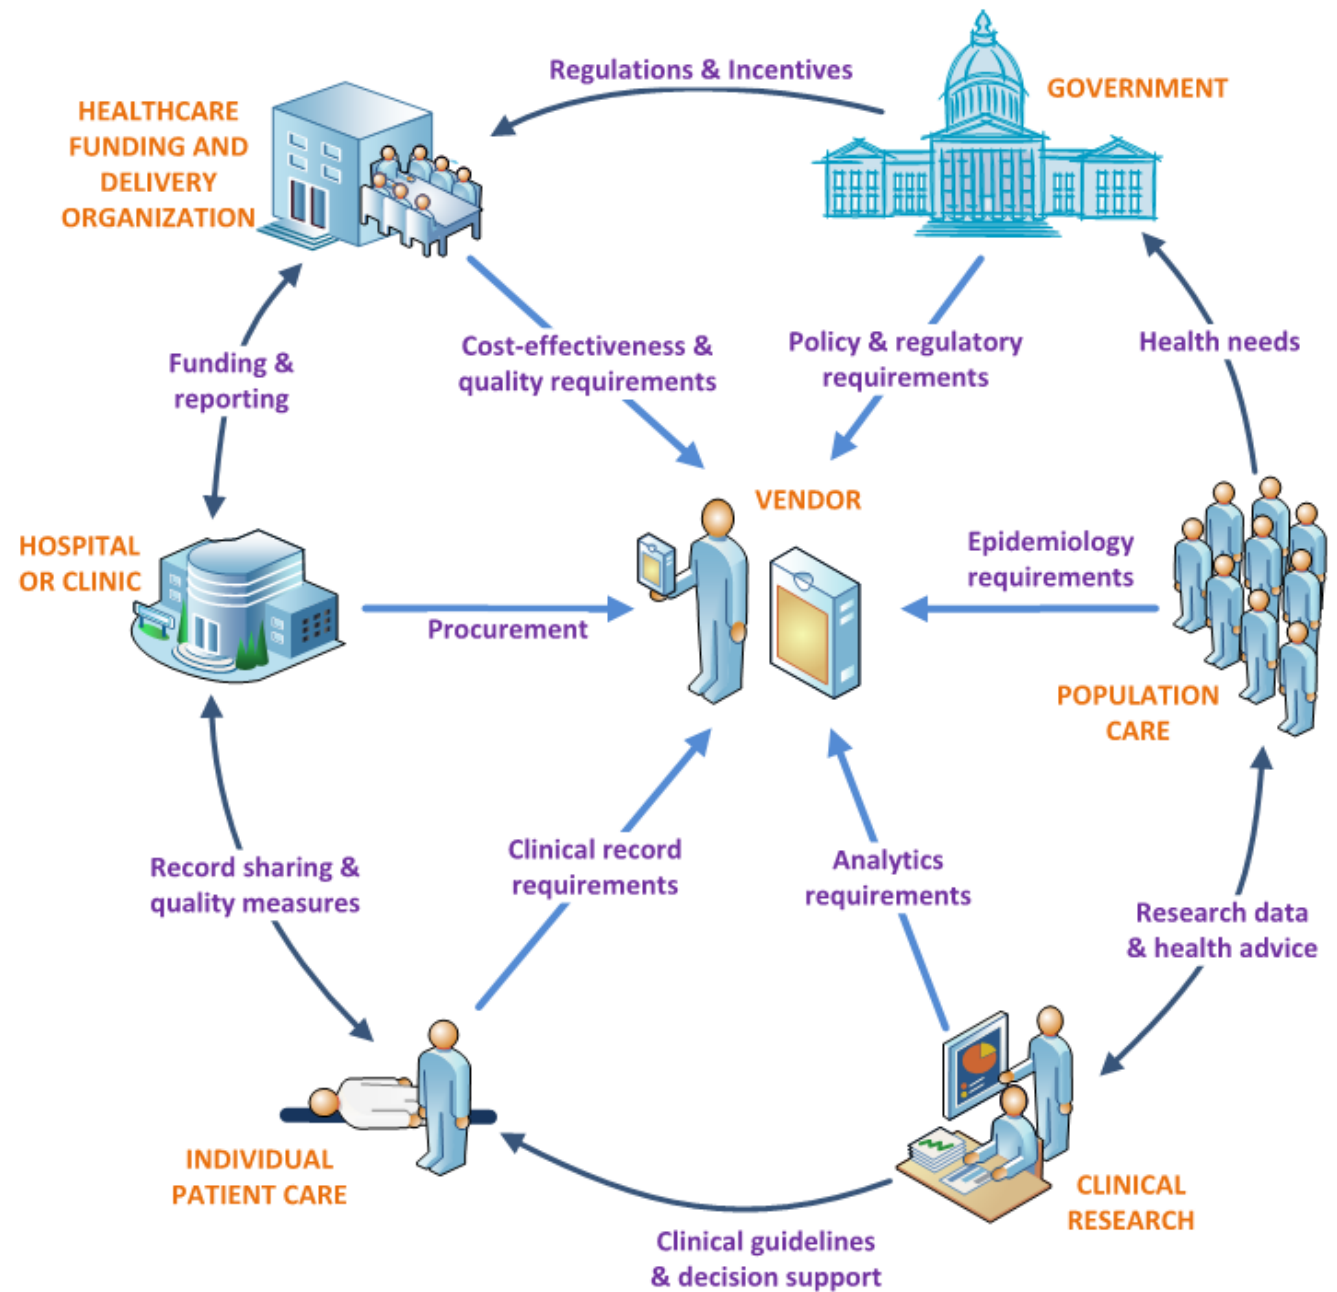 Regulations & Incentives
GOVERNMENT
HEALTHCARE
FUNDING AND
DELIVERY
ORGANIZATION
Funding &
reporting
Cost-effectiveness &
quality requirements
Policy & regulatory
requirements
Health needs
VENDOR
HOSPITAL
OR CLINIC
Procurement
Epidemiology
requirements
POPULATION
CARE
Record sharing &
quality measures
Clinical record
requirements
Analytics
requirements
Research data
& health advice
INDIVIDUAL
PATIENT CARE
CLINICAL
RESEARCH
Clinical guidelines
& decision support